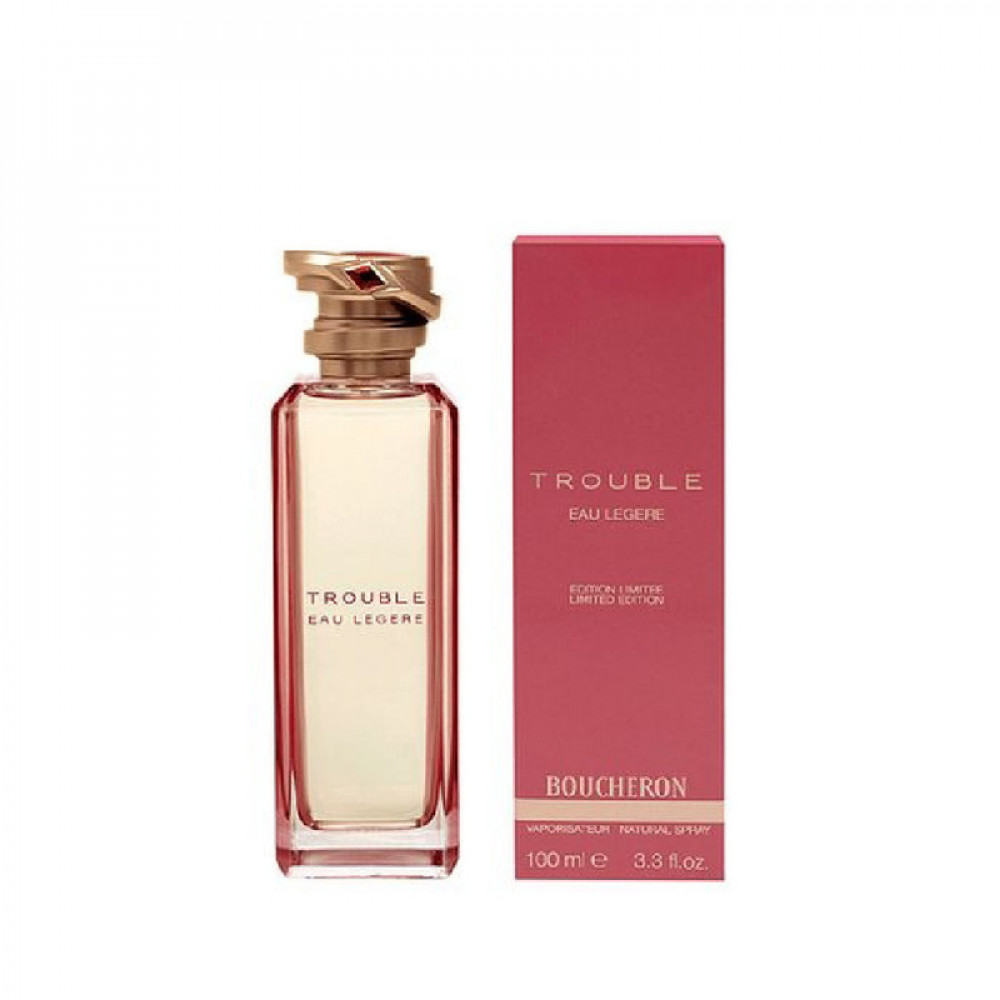 TROUBLE
EAU LEGERE
TROUBLE
EAU LEGERE
EDITION LIMITEE
LIMITED EDITION
BOUCHERON
VAPORISATEUR · NATURAL SPRAY
100 ml e 3.3 fl.oz.